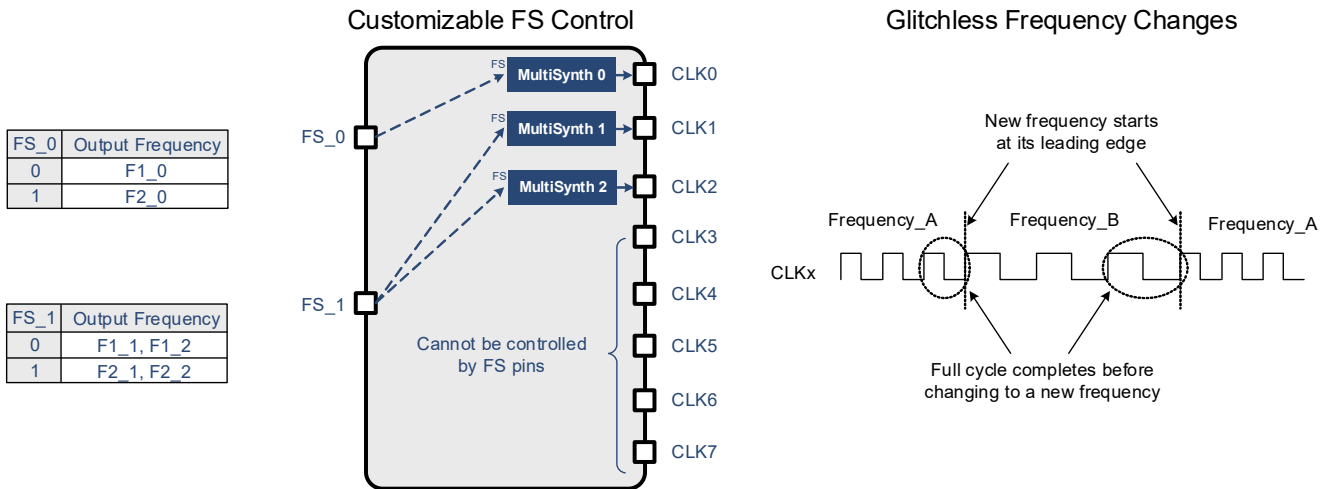 Customizable FS Control
Glitchless Frequency Changes
FS_0 Output Frequency
0 F1_0
1 F2_0
FS_1 Output Frequency
0 F1_1, F1_2
1 F2_1, F2_2
FS_0
FS_1
FS
MultiSynth 0
FS
MultiSynth 1
FS
MultiSynth 2
Cannot be controlled
by FS pins
CLK0
CLK1
CLK2
CLK3
CLK4
CLK5
CLK6
CLK7
New frequency starts
at its leading edge
Frequency_A
Frequency_B
Frequency_A
CLKx
Full cycle completes before
changing to a new frequency